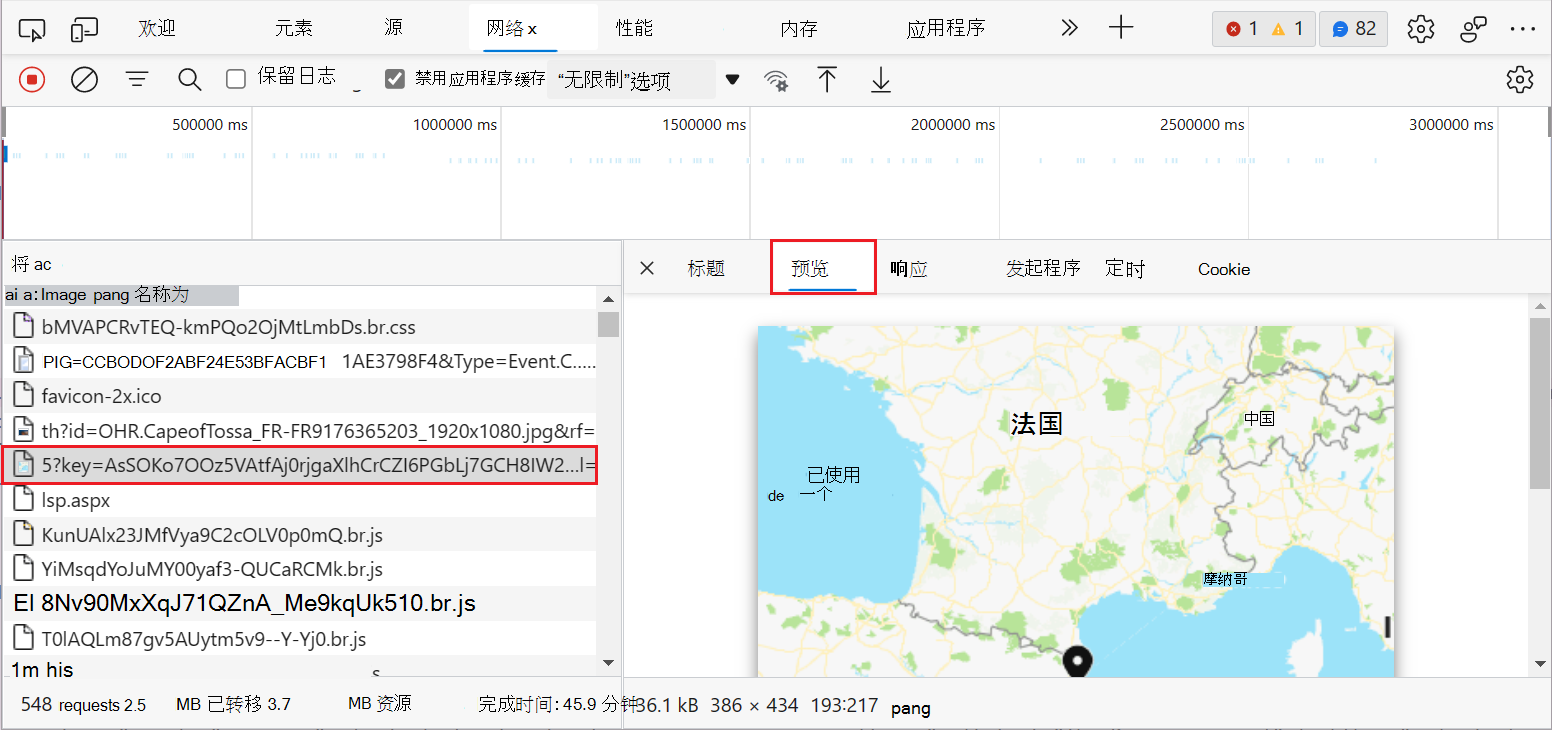 欢迎 元素 源 网络 x 性能 内存 应用程序 1 1 82
保留日志 禁用应用程序缓存 “无限制”选项
500000 ms 1000000 ms 1500000 ms 2000000 ms 2500000 ms 3000000 ms
将 ac
标题 预览 响应 发起程序 定时 Cookie
ai a:Image pang 名称为
bMVAPCRvTEQ-kmPQo2OjMtLmbDs.br.css
PIG=CCBODOF2ABF24E53BFACBF1 1AE3798F4&Type=Event.C.....
favicon-2x.ico
th?id=OHR.CapeofTossa_FR-FR9176365203_1920x1080.jpg&rf=
5?key=AsSOKo7OOz5VAtfAj0rjgaXlhCrCZI6PGbLj7GCH8IW2...l=
lsp.aspx
KunUAlx23JMfVya9C2cOLV0p0mQ.br.js
YiMsqdYoJuMY00yaf3-QUCaRCMk.br.js
El 8Nv90MxXqJ71QZnA_Me9kqUk510.br.js
T0lAQLm87gv5AUytm5v9--Y-Yj0.br.js
1m his s
法国
中国
已使用
de 一个
摩纳哥
548 requests 2.5 MB 已转移 3.7 MB 资源 完成时间: 45.9 分钟
36.1 kB 386 × 434 193:217 pang